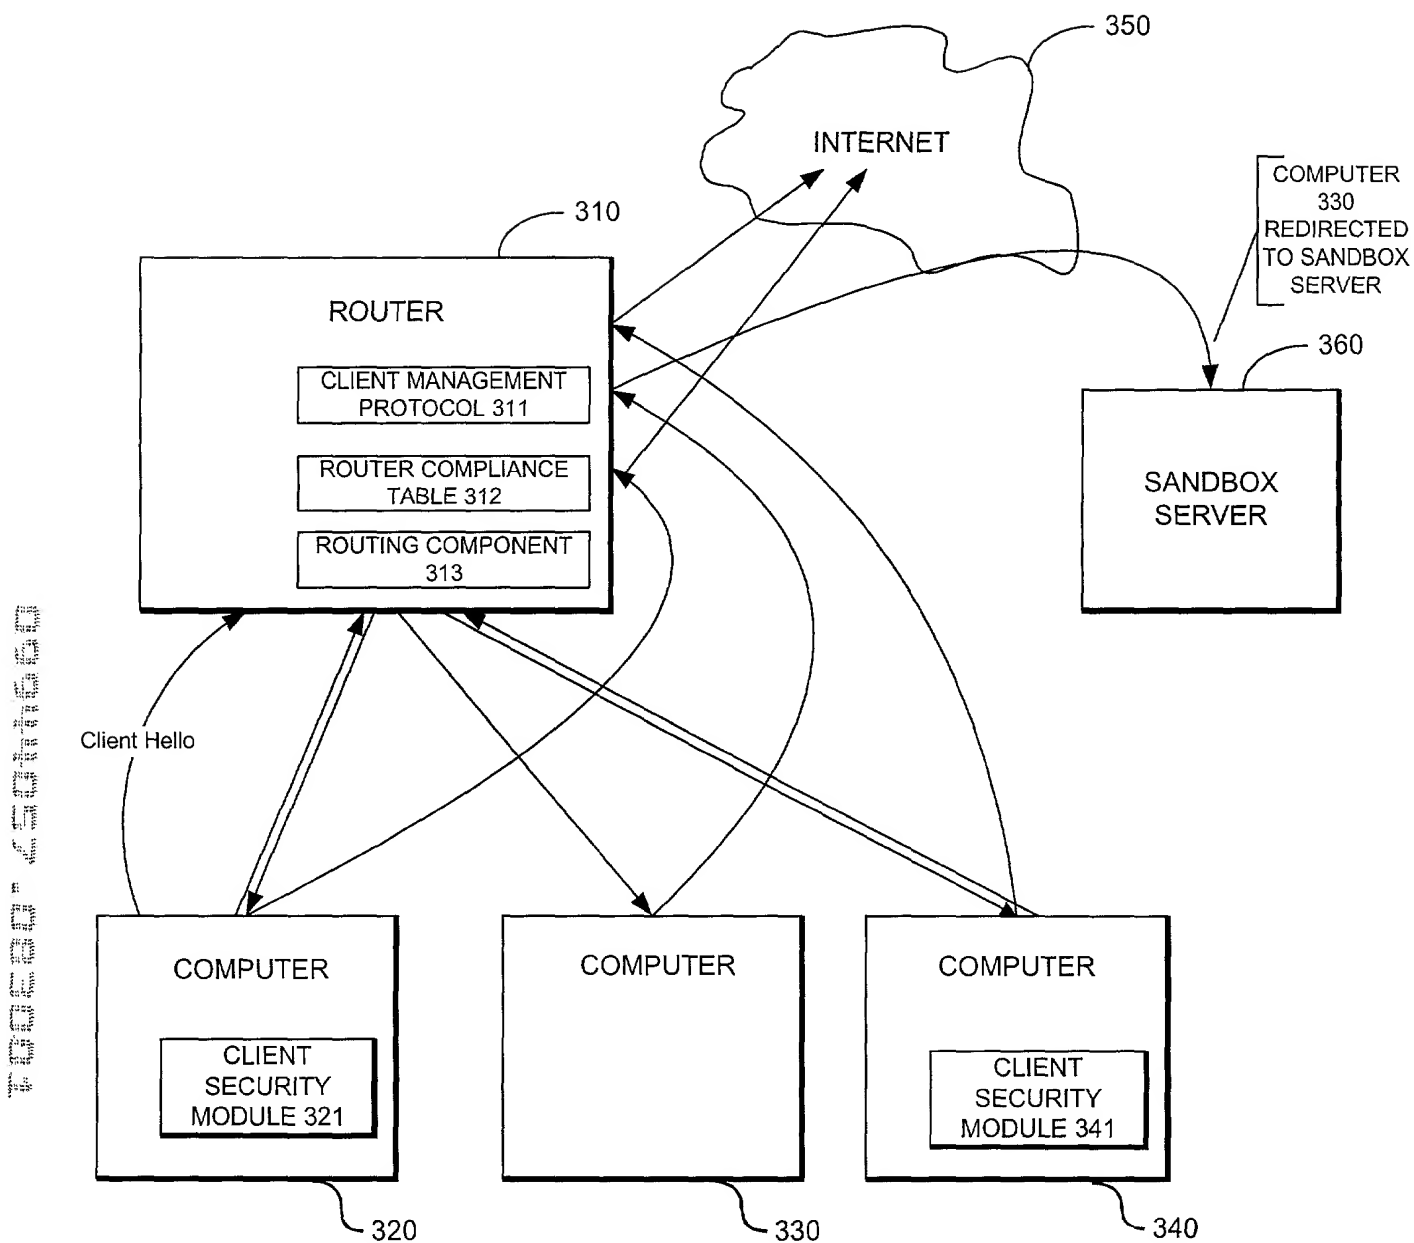 350
INTERNET
COMPUTER
330
REDIRECTED
TO SANDBOX
SERVER
310
ROUTER
CLIENT MANAGEMENT
PROTOCOL 311
ROUTER COMPLIANCE
TABLE 312
ROUTING COMPONENT
313
360
SANDBOX
SERVER
Client Hello
COMPUTER
CLIENT
SECURITY
MODULE 321
320
COMPUTER
330
COMPUTER
CLIENT
SECURITY
MODULE 341
340